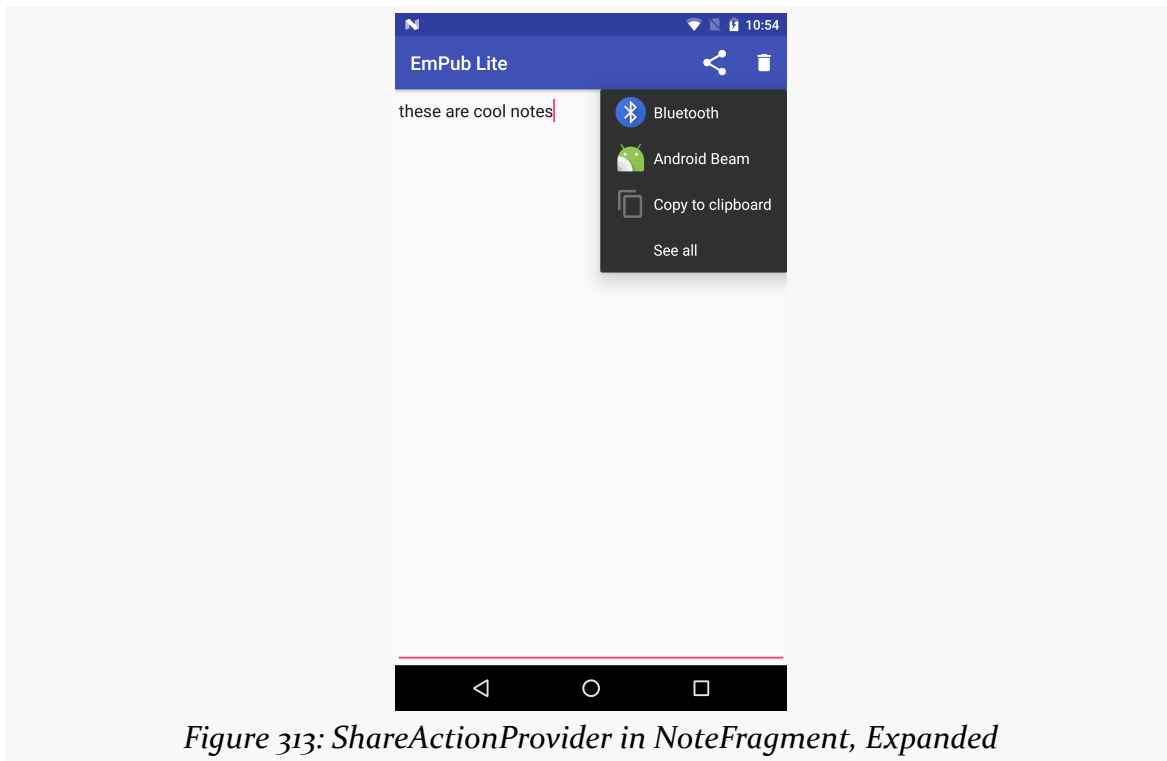 10:54
EmPub Lite
these are cool notes
Bluetooth
Android Beam
Copy to clipboard
See all
Figure 313: ShareActionProvider in NoteFragment, Expanded